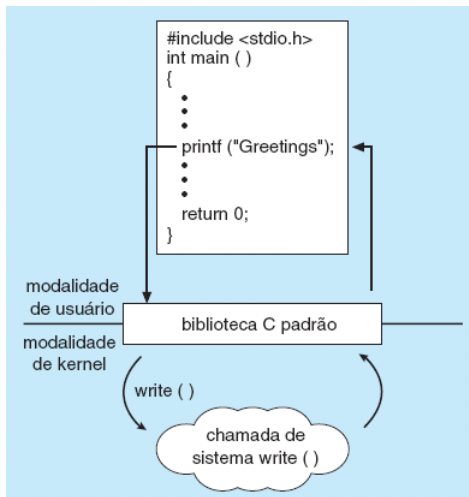 #include <stdio.h>
int main ( )
{
•
•
•
printf ("Greetings");
•
•
•
return 0;
}
modalidade
de usuário
biblioteca C padrão
modalidade
de kernel
write ( )
chamada de
sistema write ( )